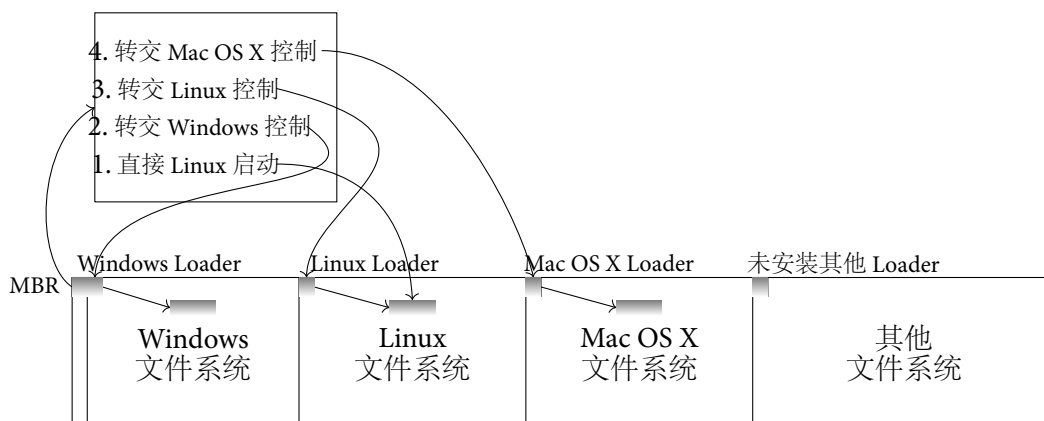 4. 转交 Mac OS X 控制
3. 转交 Linux 控制
2. 转交 Windows 控制
1. 直接 Linux 启动
Windows Loader
Linux Loader
Mac OS X Loader
未安装其他 Loader
MBR
Windows
文件系统
Linux
文件系统
Mac OS X
文件系统
其他
文件系统